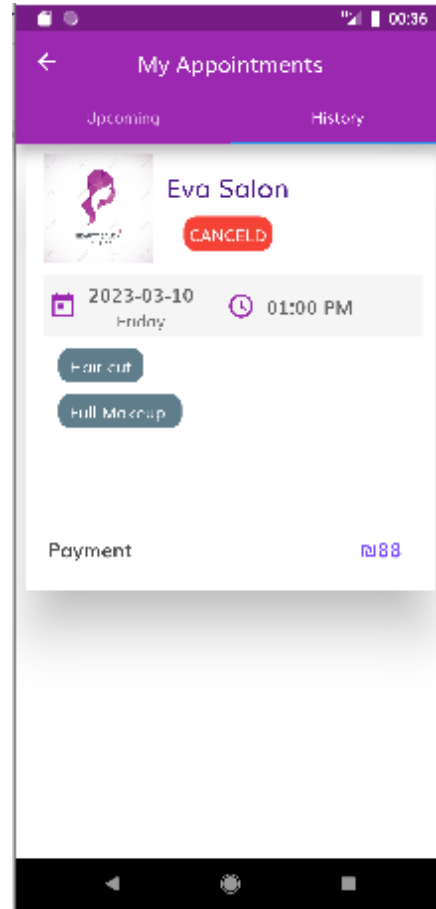 00:36
My Appointments
Upcoming History
Eva Salon
CANCELD
2023-03-10
Friday
01:00 PM
Hair cut
Full Makeup
Payment ₪88